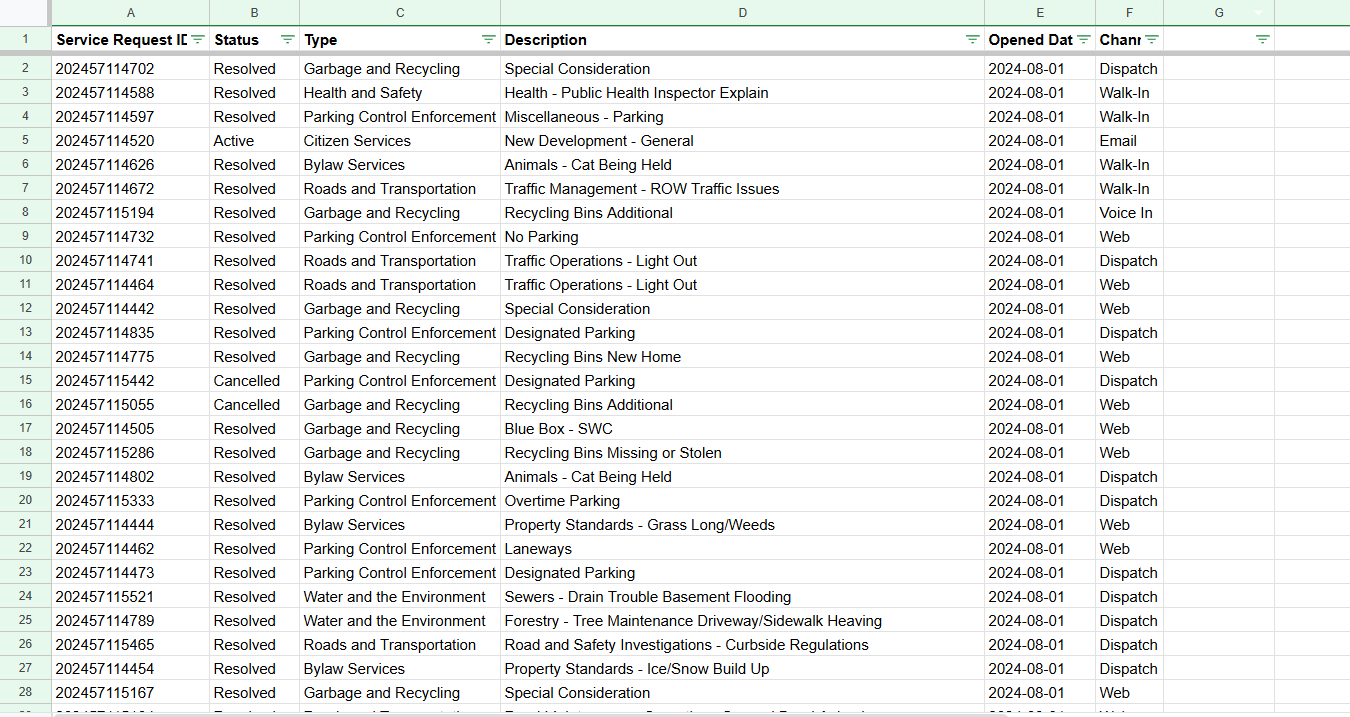 A B C D E F G
1 Service Request ID Status Type Description Opened Dat Chanr
2 202457114702 Resolved Garbage and Recycling Special Consideration 2024-08-01 Dispatch
3 202457114588 Resolved Health and Safety Health - Public Health Inspector Explain 2024-08-01 Walk-In
4 202457114597 Resolved Parking Control Enforcement Miscellaneous - Parking 2024-08-01 Walk-In
5 202457114520 Active Citizen Services New Development - General 2024-08-01 Email
6 202457114626 Resolved Bylaw Services Animals - Cat Being Held 2024-08-01 Walk-In
7 202457114672 Resolved Roads and Transportation Traffic Management - ROW Traffic Issues 2024-08-01 Walk-In
8 202457115194 Resolved Garbage and Recycling Recycling Bins Additional 2024-08-01 Voice In
9 202457114732 Resolved Parking Control Enforcement No Parking 2024-08-01 Web
10 202457114741 Resolved Roads and Transportation Traffic Operations - Light Out 2024-08-01 Dispatch
11 202457114464 Resolved Roads and Transportation Traffic Operations - Light Out 2024-08-01 Web
12 202457114442 Resolved Garbage and Recycling Special Consideration 2024-08-01 Web
13 202457114835 Resolved Parking Control Enforcement Designated Parking 2024-08-01 Dispatch
14 202457114775 Resolved Garbage and Recycling Recycling Bins New Home 2024-08-01 Web
15 202457115442 Cancelled Parking Control Enforcement Designated Parking 2024-08-01 Dispatch
16 202457115055 Cancelled Garbage and Recycling Recycling Bins Additional 2024-08-01 Web
17 202457114505 Resolved Garbage and Recycling Blue Box - SWC 2024-08-01 Web
18 202457115286 Resolved Garbage and Recycling Recycling Bins Missing or Stolen 2024-08-01 Web
19 202457114802 Resolved Bylaw Services Animals - Cat Being Held 2024-08-01 Dispatch
20 202457115333 Resolved Parking Control Enforcement Overtime Parking 2024-08-01 Dispatch
21 202457114444 Resolved Bylaw Services Property Standards - Grass Long/Weeds 2024-08-01 Web
22 202457114462 Resolved Parking Control Enforcement Laneways 2024-08-01 Web
23 202457114473 Resolved Parking Control Enforcement Designated Parking 2024-08-01 Dispatch
24 202457115521 Resolved Water and the Environment Sewers - Drain Trouble Basement Flooding 2024-08-01 Dispatch
25 202457114789 Resolved Water and the Environment Forestry - Tree Maintenance Driveway/Sidewalk Heaving 2024-08-01 Dispatch
26 202457115465 Resolved Roads and Transportation Road and Safety Investigations - Curbside Regulations 2024-08-01 Dispatch
27 202457114454 Resolved Bylaw Services Property Standards - Ice/Snow Build Up 2024-08-01 Dispatch
28 202457115167 Resolved Garbage and Recycling Special Consideration 2024-08-01 Web